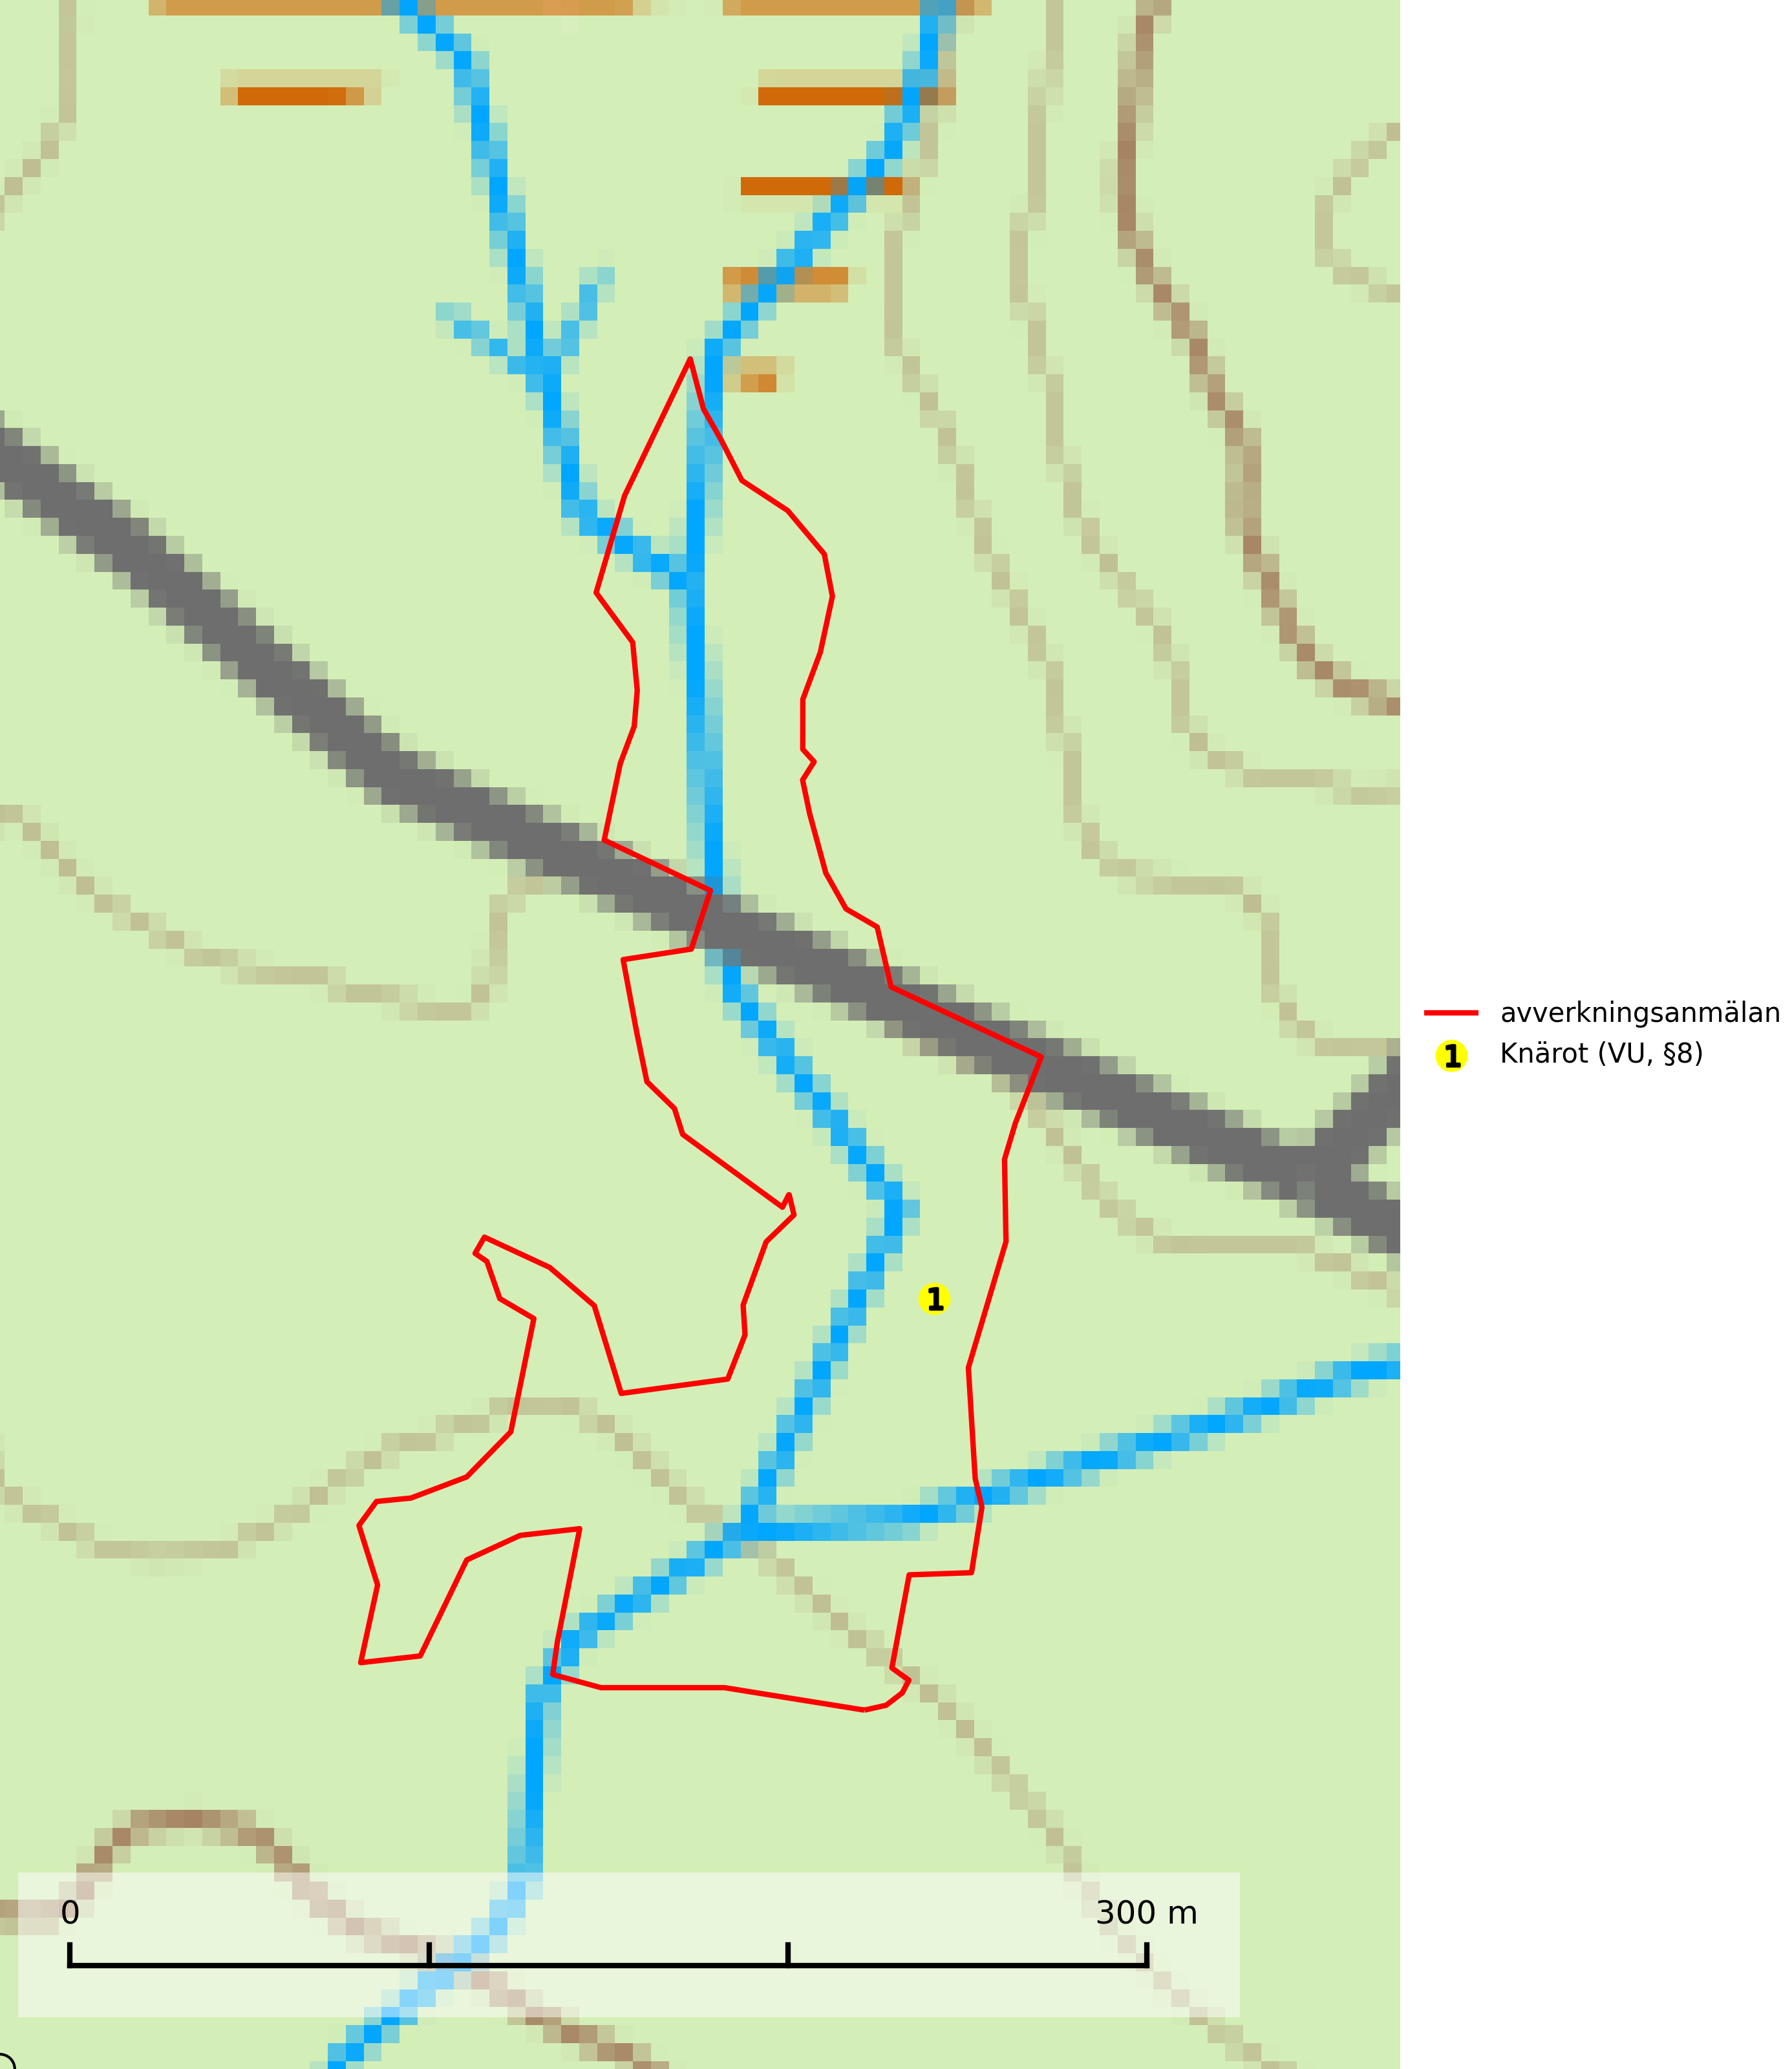 avverkningsanmälan
1 Knärot (VU, §8)
1
0 300 m